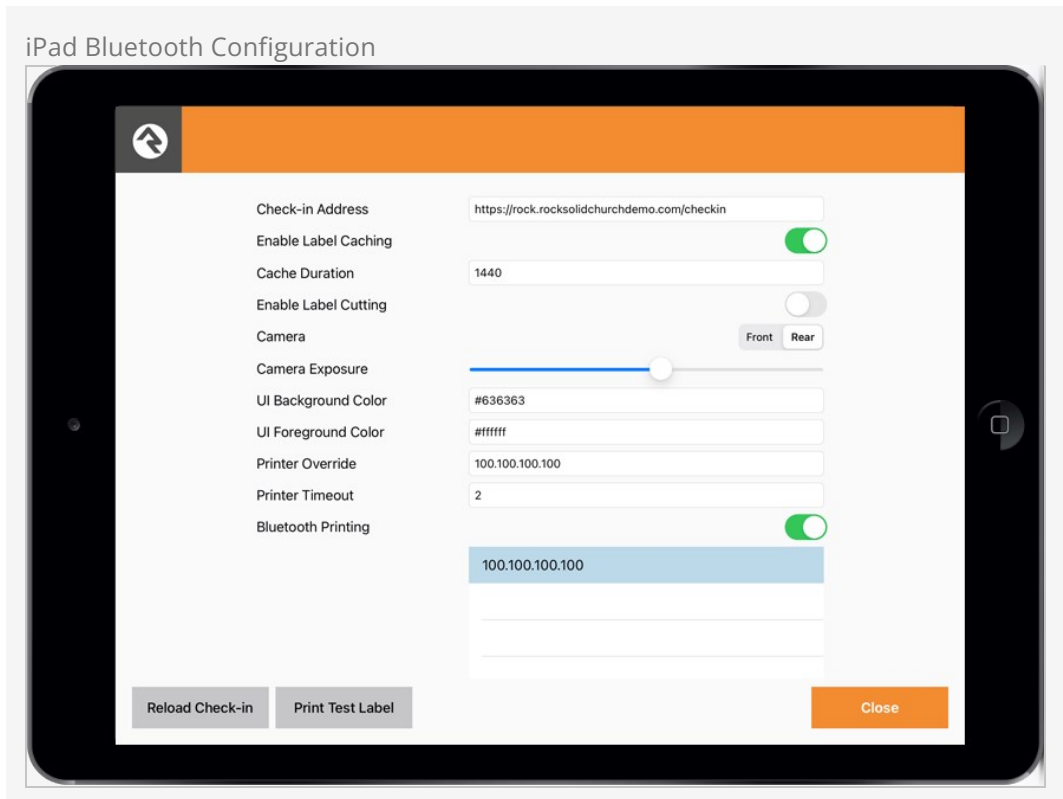 iPad Bluetooth Configuration
Check-in Address https://rock.rocksolidchurchdemo.com/checkin
Enable Label Caching
Cache Duration 1440
Enable Label Cutting
Camera Front Rear
Camera Exposure
UI Background Color #636363
UI Foreground Color #ffffff
Printer Override 100.100.100.100
Printer Timeout 2
Bluetooth Printing
100.100.100.100
Reload Check-in Print Test Label Close